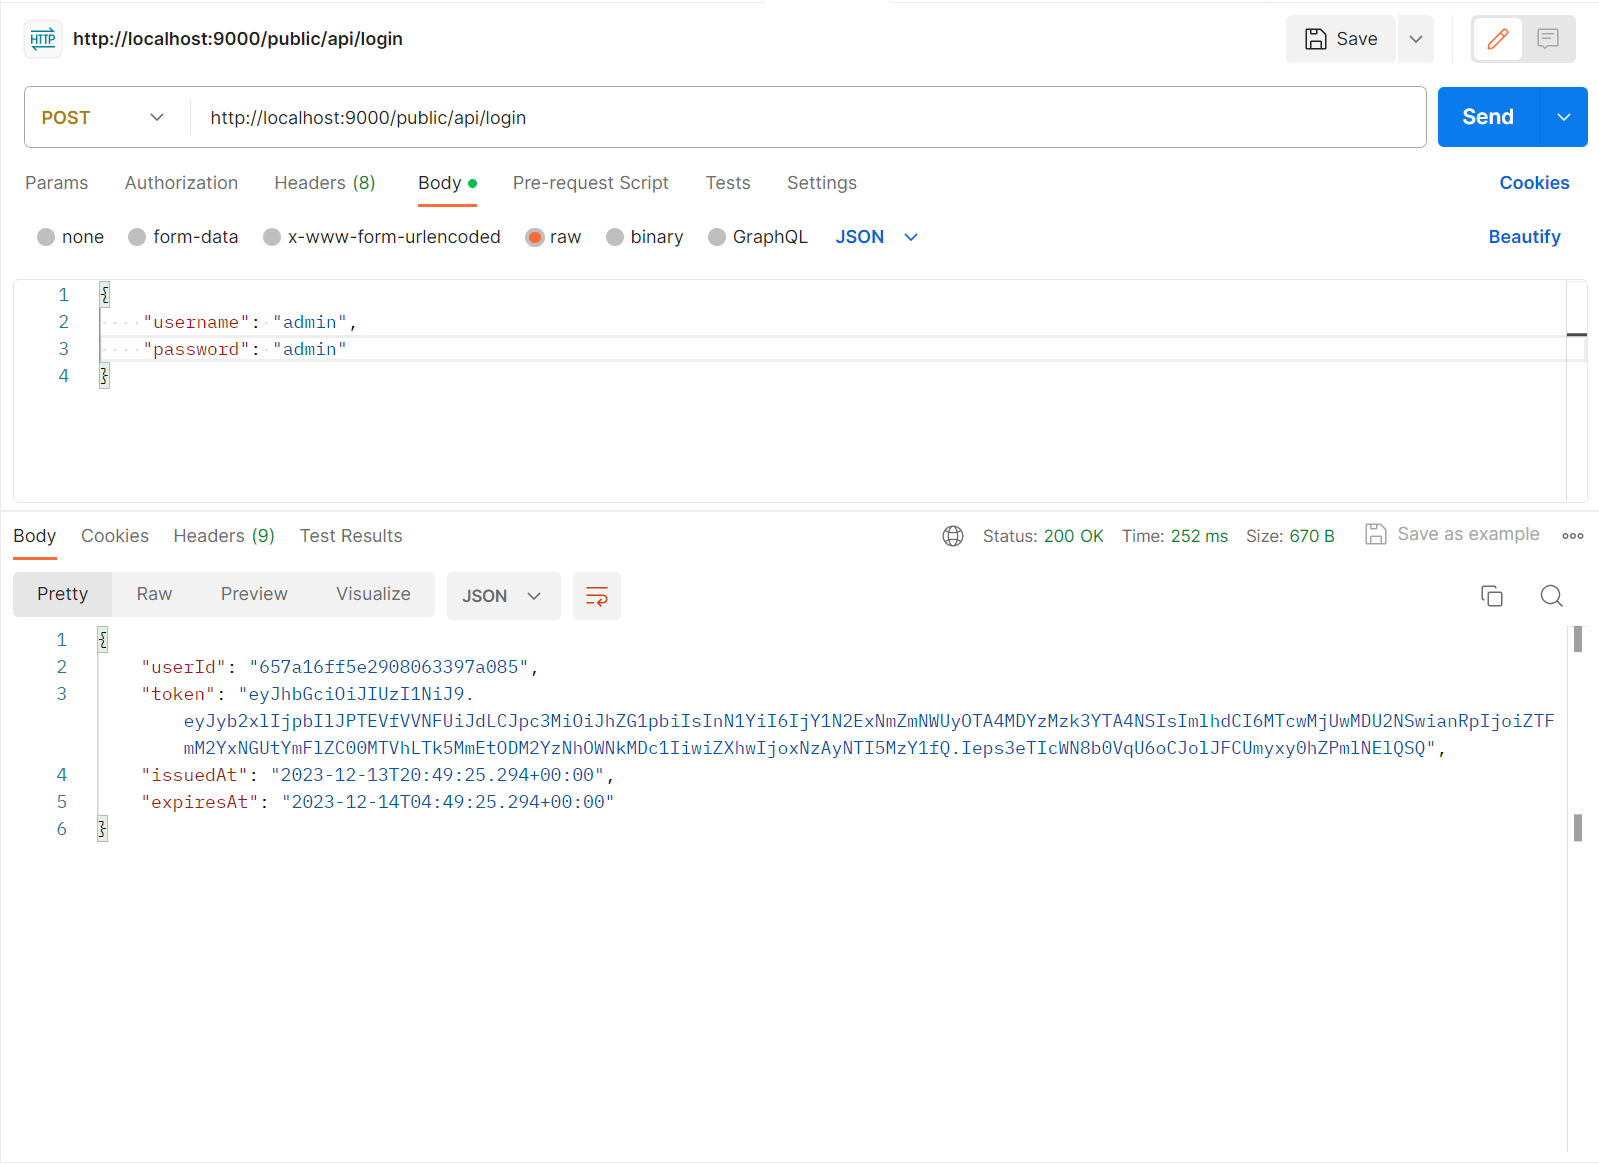 HTTP http://localhost:9000/public/api/login Save
POST http://localhost:9000/public/api/login Send
Params Authorization Headers (8) Body Pre-request Script Tests Settings Cookies
none form-data x-www-form-urlencoded raw binary GraphQL JSON Beautify
1 {
2 "username": "admin",
3 "password": "admin"
4 }
Body Cookies Headers (9) Test Results Status: 200 OK Time: 252 ms Size: 670 B Save as example
Pretty Raw Preview Visualize JSON
1 {
2 "userId": "657a16ff5e2908063397a085",
3 "token": "eyJhbGciOiJIUzI1NiJ9.
eyJyb2xlIjpbIlJPTEVfVVNFUiJdLCJpc3MiOiJhZG1pbiIsInN1YiI6IjY1N2ExNmZmNWUyOTA4MDYzMzk3YTA4NSIsImlhdCI6MTcwMjUwMDU2NSwianRpIjoiZTF
mM2YxNGUtYmFlZC00MTVhLTk5MmEtODM2YzNhOWNkMDc1IiwiZXhwIjoxNzAyNTI5MzY1fQ.Ieps3eTIcWN8b0VqU6oCJolJFCUmyxy0hZPmlNElQSQ",
4 "issuedAt": "2023-12-13T20:49:25.294+00:00",
5 "expiresAt": "2023-12-14T04:49:25.294+00:00"
6 }